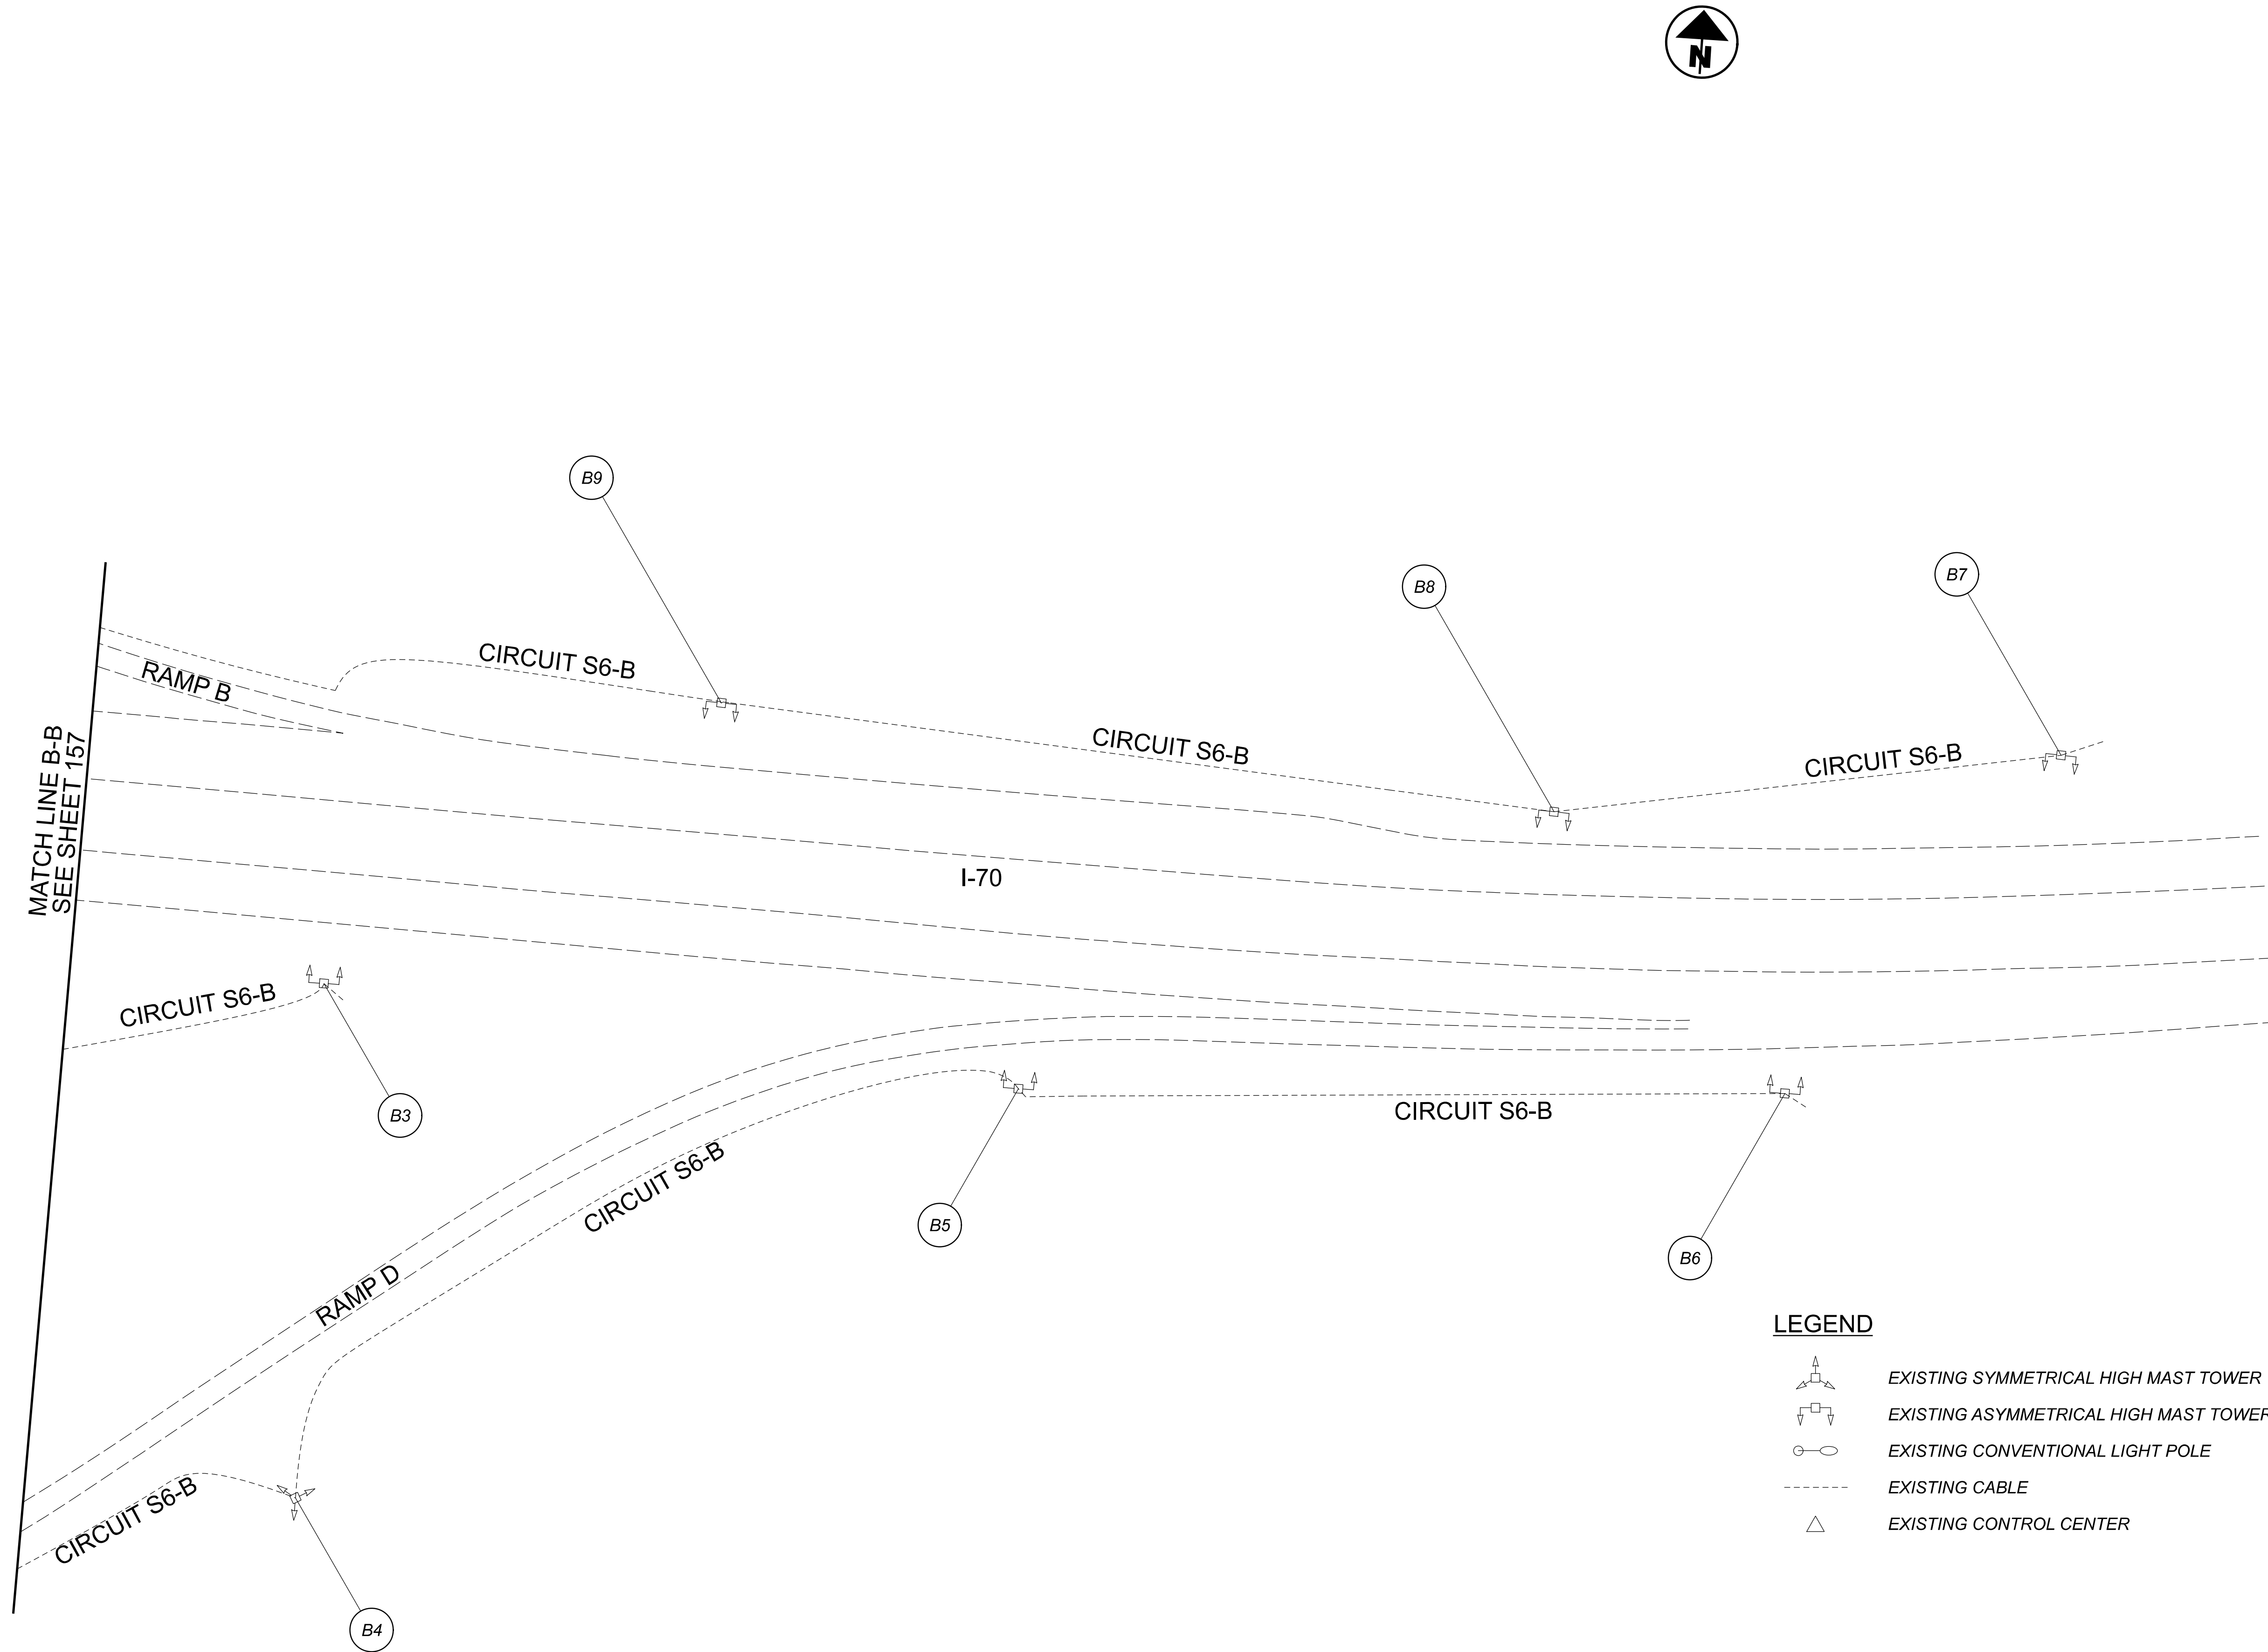 N
B9
B8
B7
CIRCUIT S6-B
RAMP B
CIRCUIT S6-B
CIRCUIT S6-B
MATCH LINE B-B
SEE SHEET 157
I-70
CIRCUIT S6-B
B3
CIRCUIT S6-B
CIRCUIT S6-B
B5
B6
RAMP D
CIRCUIT S6-B
B4
LEGEND
EXISTING SYMMETRICAL HIGH MAST TOWER
EXISTING ASYMMETRICAL HIGH MAST TOWER
EXISTING CONVENTIONAL LIGHT POLE
EXISTING CABLE
EXISTING CONTROL CENTER